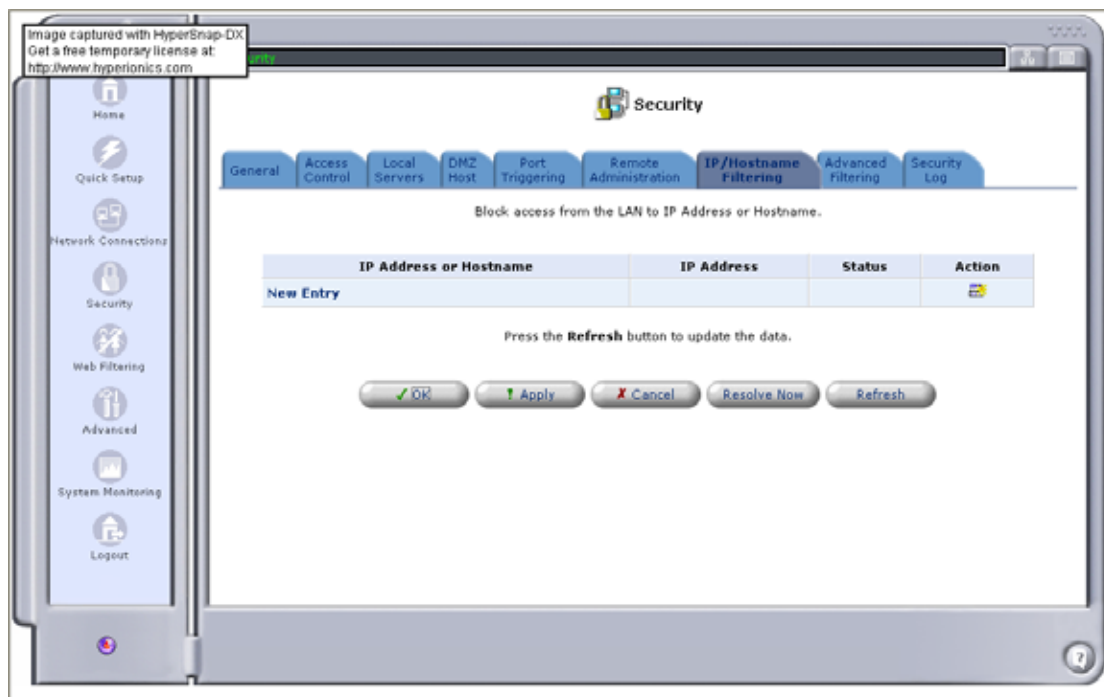 Image captured with HyperSnap-DX
Get a free temporary license at:
http://www.hyperionics.com
urity
Home
Quick Setup
Network Connections
Security
Web Filtering
Advanced
System Monitoring
Logout
Security
General
Access Control
Local Servers
DMZ Host
Port Triggering
Remote Administration
IP/Hostname Filtering
Advanced Filtering
Security Log
Block access from the LAN to IP Address or Hostname.
IP Address or Hostname IP Address Status Action
New Entry
Press the Refresh button to update the data.
OK Apply Cancel Resolve Now Refresh
?